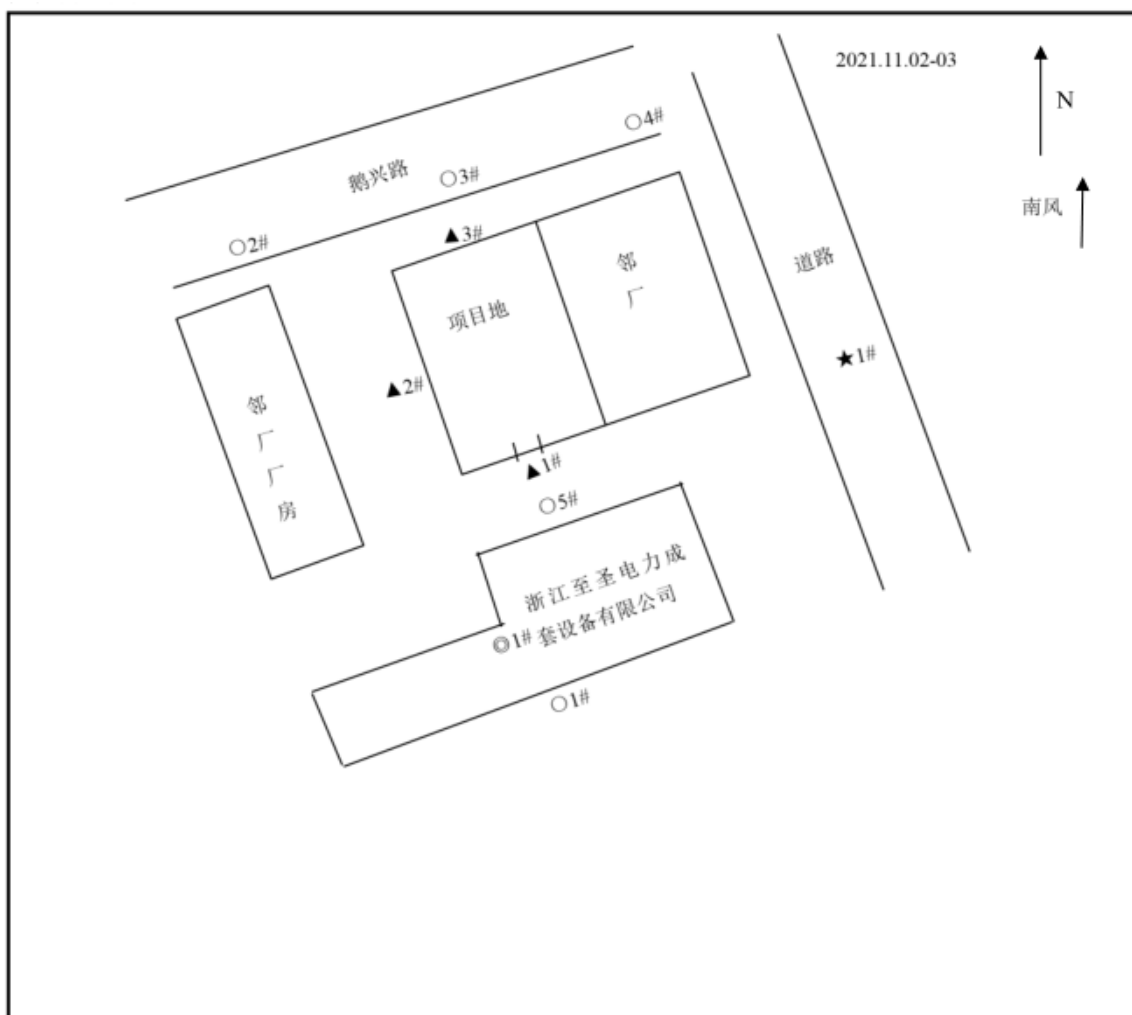 2021.11.02-03
N
南风
○4#
鹅兴路
○3#
○2#
▲3#
邻厂
道路
项目地
★1#
▲2#
邻厂厂房
▲1#
○5#
浙江至圣电力成
套设备有限公司
◎1#
○1#